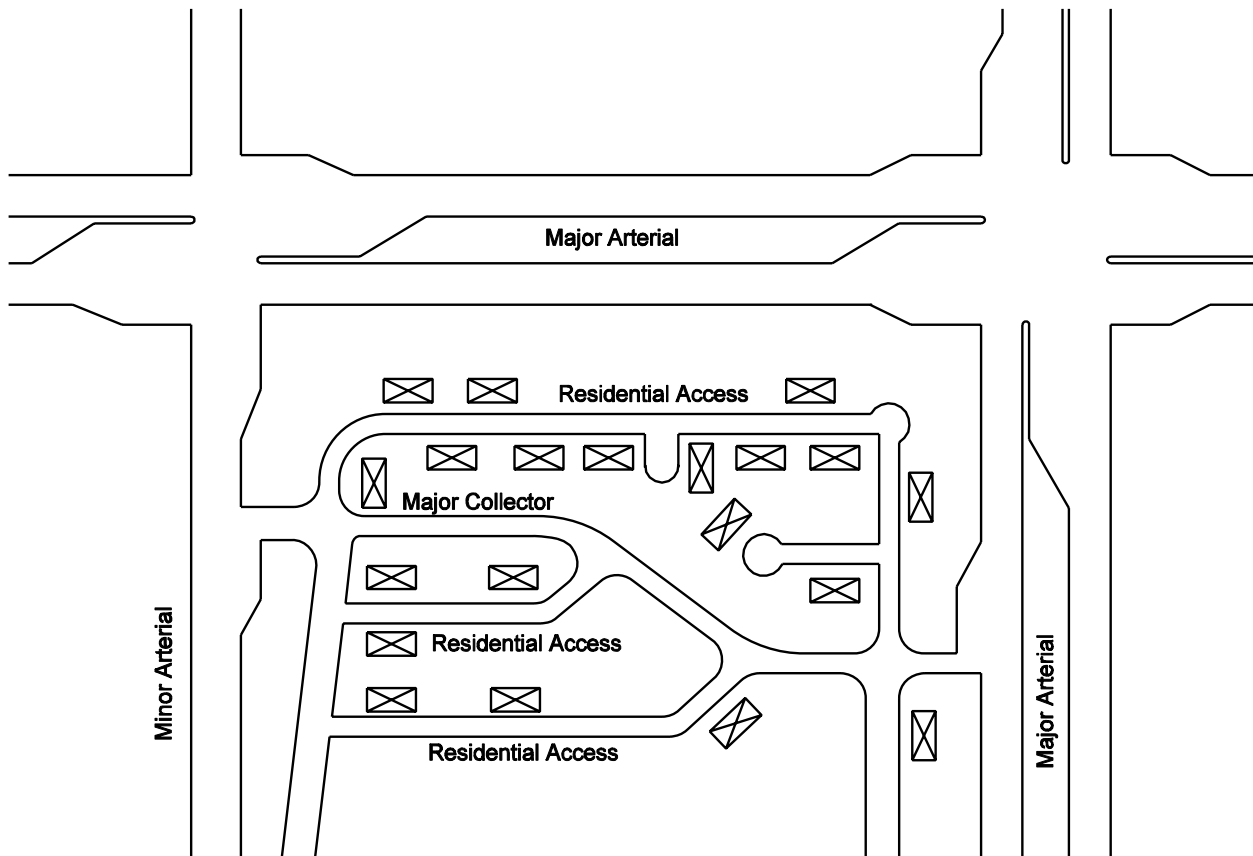 Major Arterial
Residential Access
Major Collector
Residential Access
Minor Arterial
Major Arterial
Residential Access